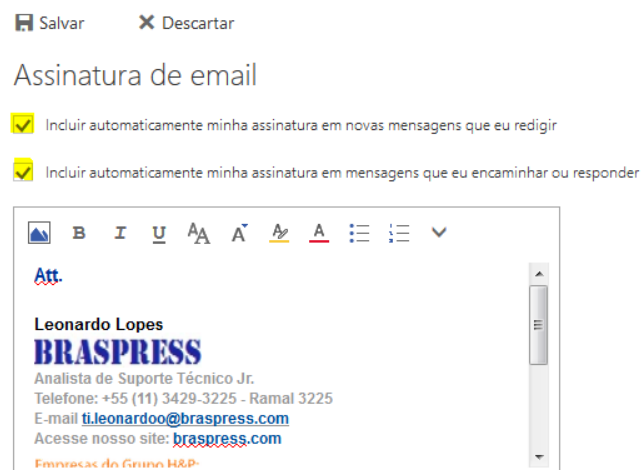 Salvar Descartar
Assinatura de email
Incluir automaticamente minha assinatura em novas mensagens que eu redigir
Incluir automaticamente minha assinatura em mensagens que eu encaminhar ou responder
B I U AA A A A
Att.
Leonardo Lopes
BRASPRESS
Analista de Suporte Técnico Jr.
Telefone: +55 (11) 3429-3225 - Ramal 3225
E-mail ti.leonardoo@braspress.com
Acesse nosso site: braspress.com
Empresas do Grupo H&P: